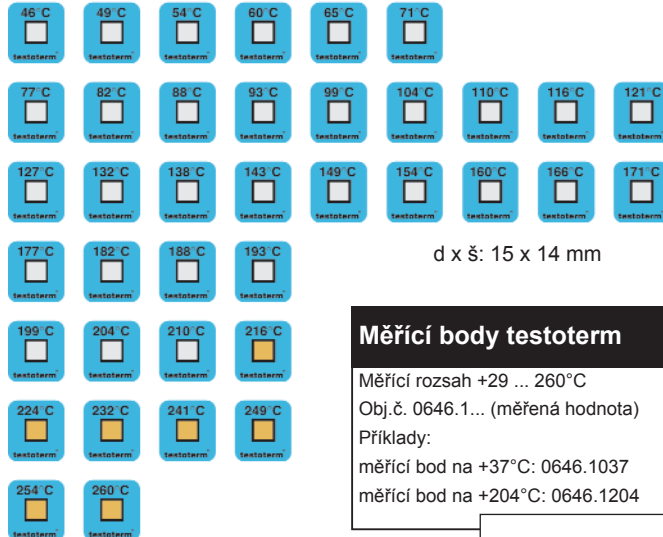 46°C 49°C 54°C 60°C 65°C 71°C
testoterm testoterm testoterm testoterm testoterm testoterm
77°C 82°C 88°C 93°C 99°C 104°C 110°C 116°C 121°C
testoterm testoterm testoterm testoterm testoterm testoterm testoterm testoterm testoterm
127°C 132°C 138°C 143°C 149°C 154°C 160°C 166°C 171°C
testoterm testoterm testoterm testoterm testoterm testoterm testoterm testoterm testoterm
177°C 182°C 188°C 193°C
testoterm testoterm testoterm testoterm
d x š: 15 x 14 mm
199°C 204°C 210°C 216°C
testoterm testoterm testoterm testoterm
224°C 232°C 241°C 249°C
testoterm testoterm testoterm testoterm
254°C 260°C
testoterm testoterm
Měřící body testoterm
Měřící rozsah +29 ... 260°C
Obj.č. 0646.1... (měřená hodnota)
Příklady:
měřící bod na +37°C: 0646.1037
měřící bod na +204°C: 0646.1204